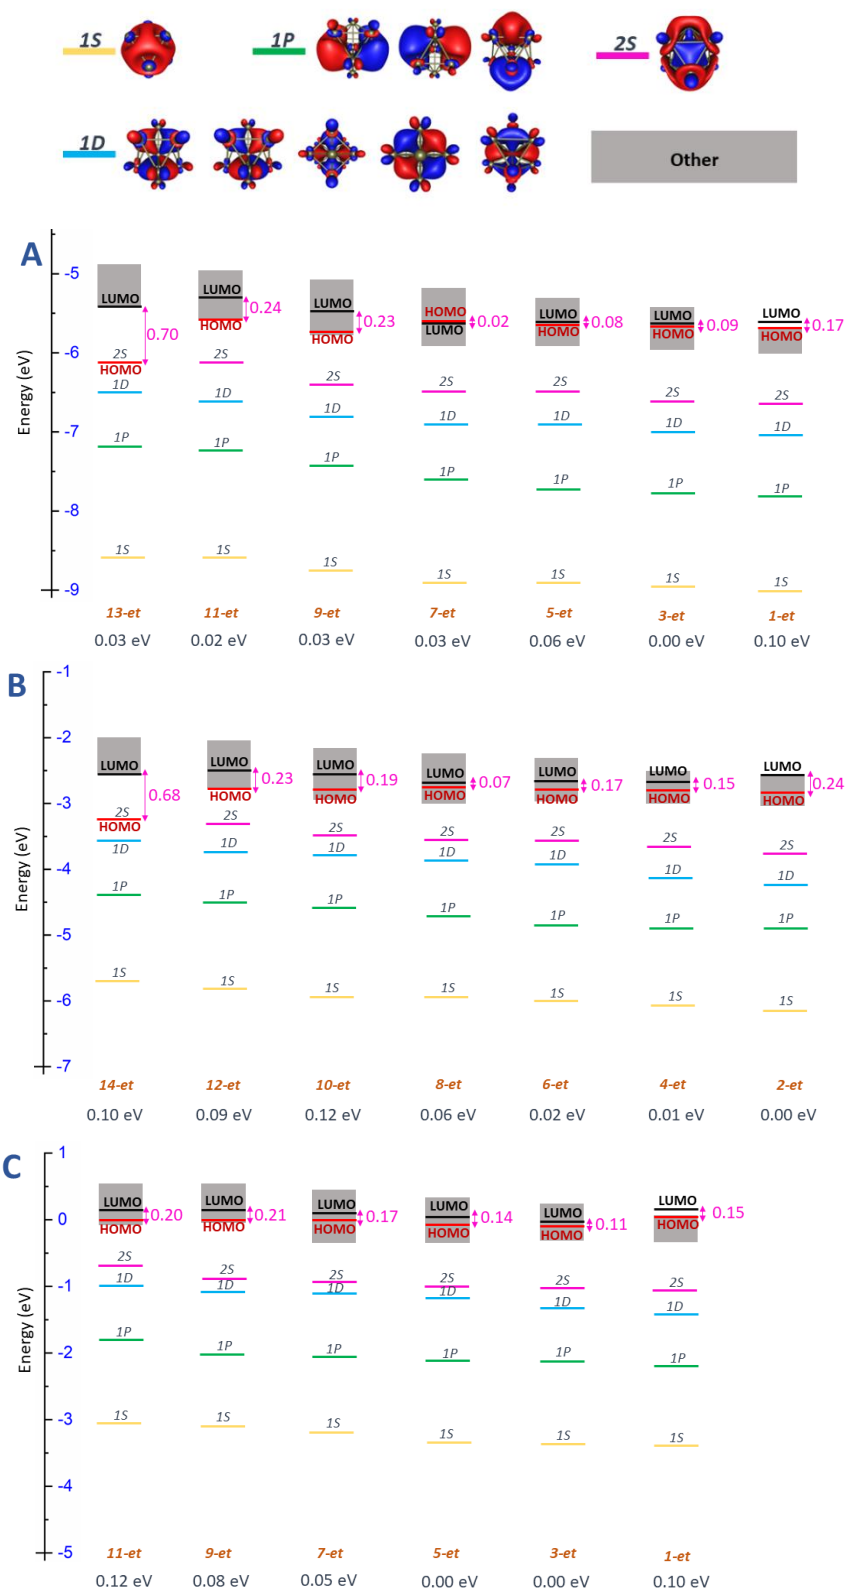 1S 1P 2S
1D Other
A
Energy (eV)
-5
-6
-7
-8
-9
LUMO LUMO LUMO HOMO LUMO LUMO LUMO
0.70 0.24 0.23 0.02 0.08 0.09 0.17
2S HOMO HOMO LUMO HOMO HOMO HOMO
HOMO 2S 2S 2S 2S 2S 2S
1D 1D 1D 1D 1D 1D 1D
1P 1P 1P 1P 1P 1P 1P
1S 1S 1S 1S 1S 1S 1S
13-et 11-et 9-et 7-et 5-et 3-et 1-et
0.03 eV 0.02 eV 0.03 eV 0.03 eV 0.06 eV 0.00 eV 0.10 eV
B
Energy (eV)
-1
-2
-3
-4
-5
-6
-7
LUMO LUMO LUMO LUMO LUMO LUMO LUMO
0.68 0.23 0.19 0.07 0.17 0.15 0.24
2S HOMO HOMO HOMO HOMO HOMO HOMO
HOMO 2S 2S 2S 2S 2S 2S
1D 1D 1D 1D 1D 1D 1D
1P 1P 1P 1P 1P 1P 1P
1S 1S 1S 1S 1S 1S 1S
14-et 12-et 10-et 8-et 6-et 4-et 2-et
0.10 eV 0.09 eV 0.12 eV 0.06 eV 0.02 eV 0.01 eV 0.00 eV
C
Energy (eV)
1
0
-1
-2
-3
-4
-5
LUMO LUMO LUMO LUMO LUMO LUMO
0.20 0.21 0.17 0.14 0.11 0.15
HOMO HOMO HOMO HOMO HOMO HOMO
2S 2S 2S 2S 2S 2S
1D 1D 1D 1D 1D 1D
1P 1P 1P 1P 1P 1P
1S 1S 1S 1S 1S 1S
11-et 9-et 7-et 5-et 3-et 1-et
0.12 eV 0.08 eV 0.05 eV 0.00 eV 0.00 eV 0.10 eV